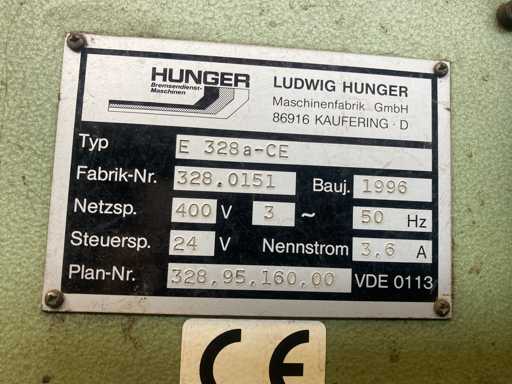 HUNGER
Bremsendienst-
Maschinen
LUDWIG HUNGER
Maschinenfabrik GmbH
86916 KAUFERING · D
Typ E 328a-CE
Fabrik-Nr. 328.0151 Bauj. 1996
Netzsp. 400 V 3 ~ 50 Hz
Steuersp. 24 V Nennstrom 3,6 A
Plan-Nr. 328.95.160.00 VDE 0113
CE